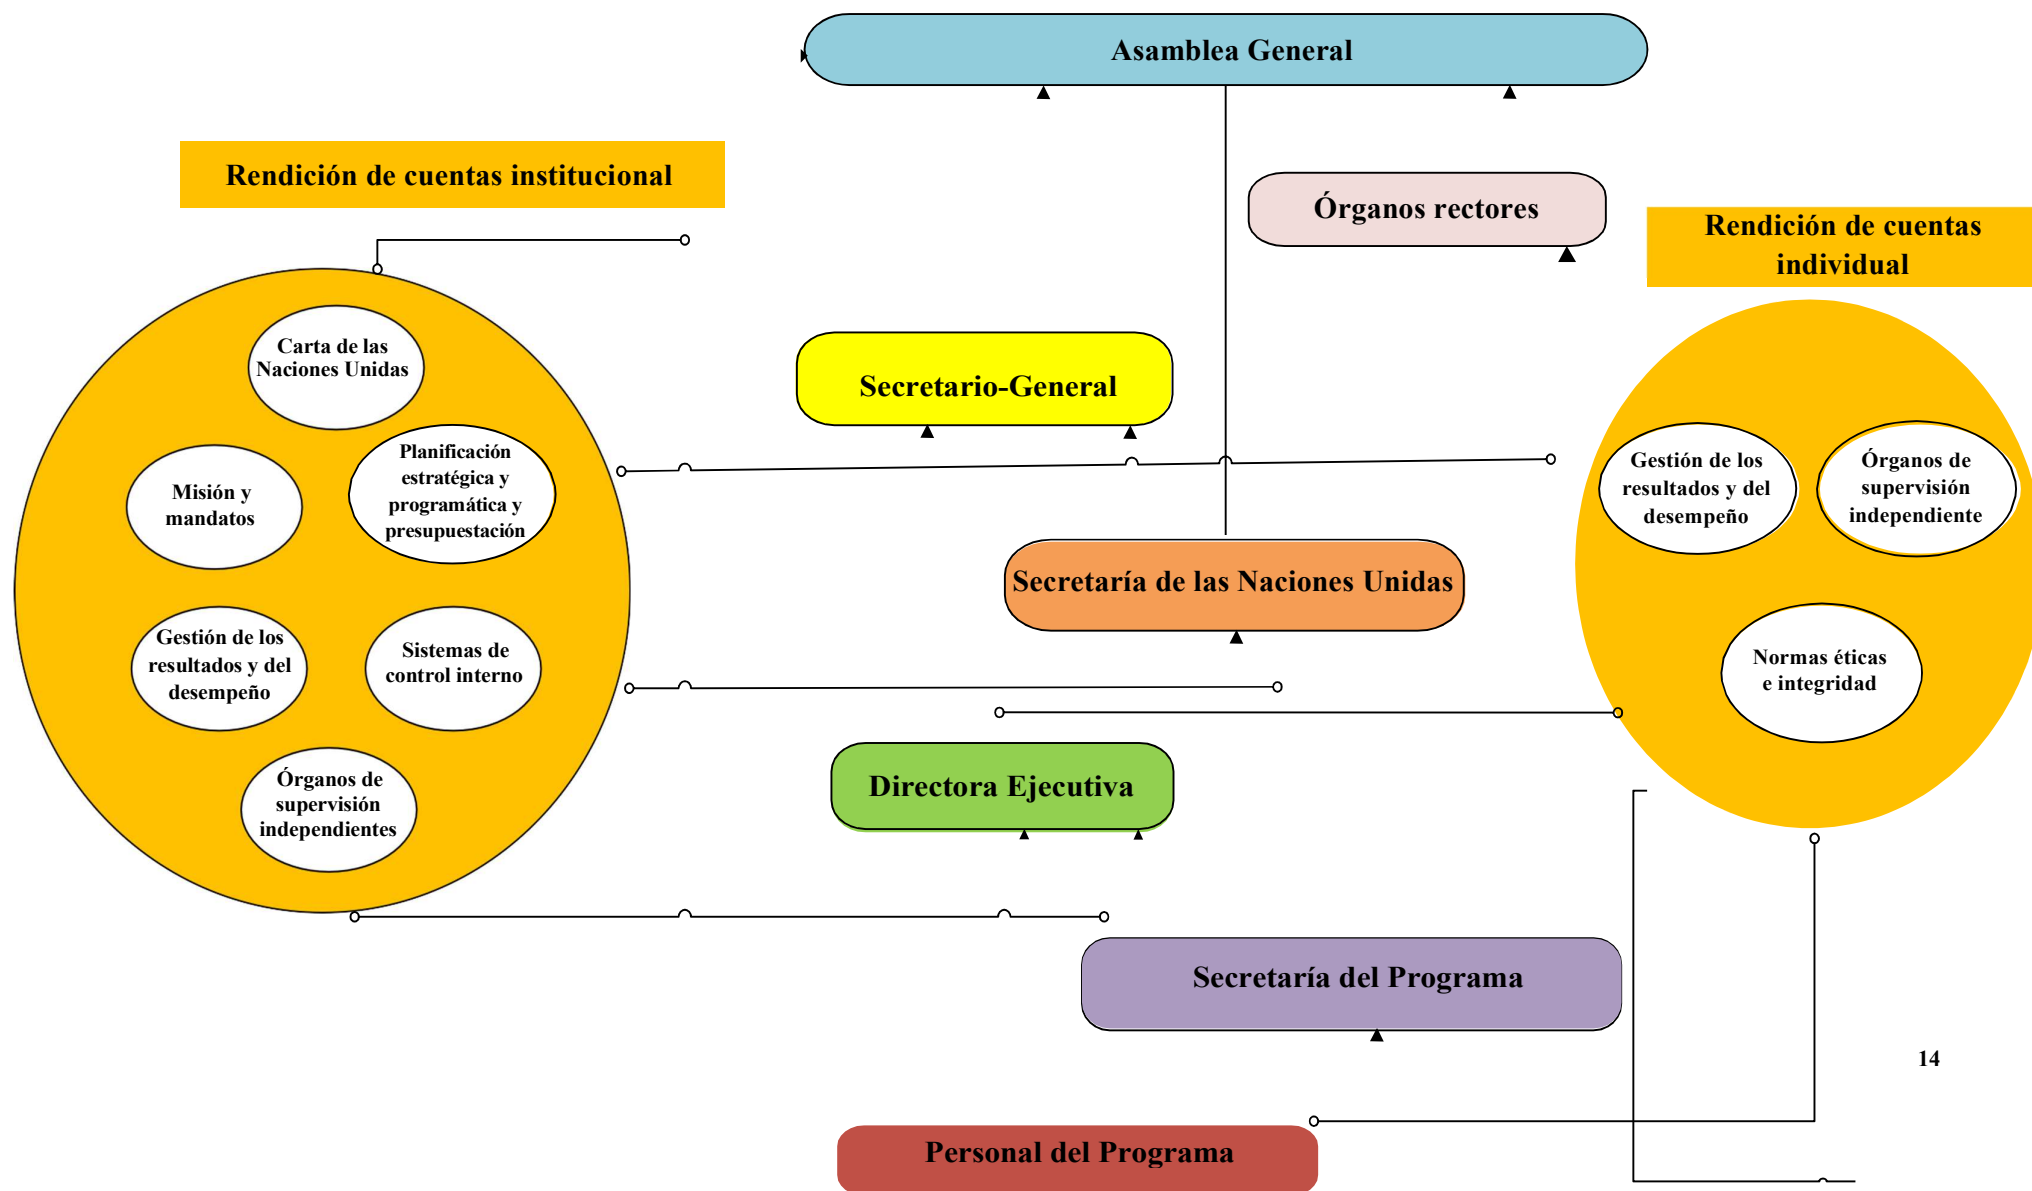 Asamblea General
Rendición de cuentas institucional
Órganos rectores
Rendición de cuentas
individual
Carta de las
Naciones Unidas
Secretario-General
Planificación
estratégica y
programática y
presupuestación
Misión y
mandatos
Gestión de los
resultados y del
desempeño
Órganos de
supervisión
independiente
Secretaría de las Naciones Unidas
Gestión de los
resultados y del
desempeño
Sistemas de
control interno
Normas éticas
e integridad
Órganos de
supervisión
independientes
Directora Ejecutiva
Secretaría del Programa
14
Personal del Programa